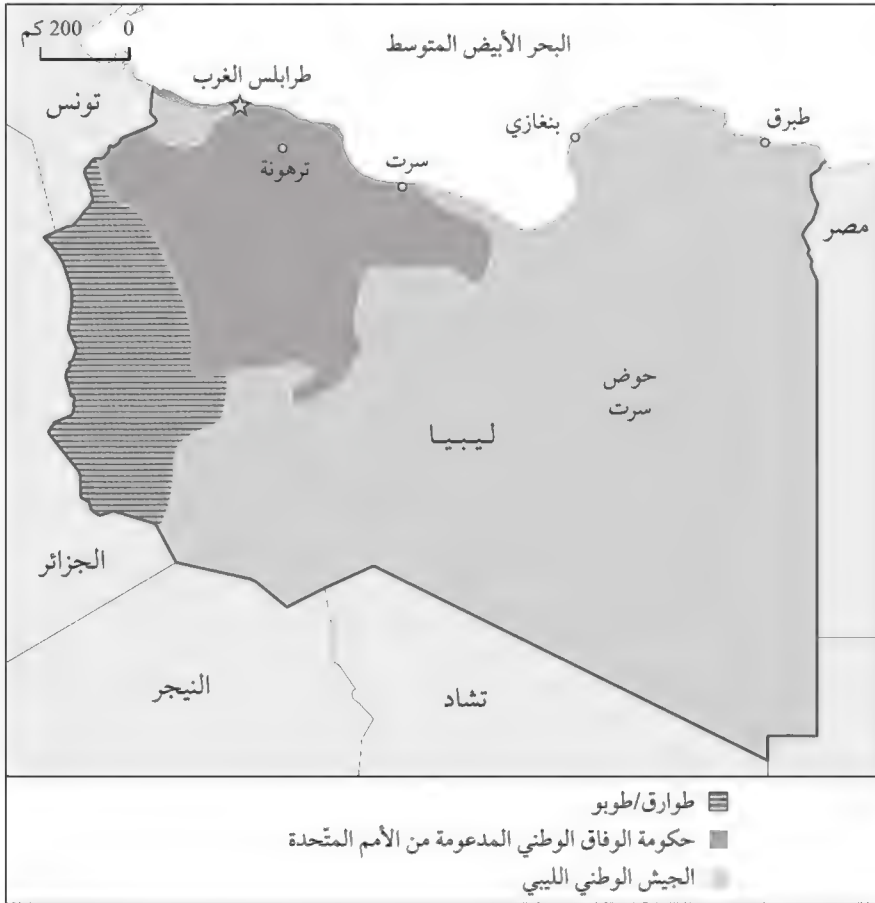 0 200 كم
البحر الأبيض المتوسط
طرابلس الغرب
تونس
طبرق
بنغازي
ترهونة
سرت
مصر
حوض
سرت
ليبيا
الجزائر
النيجر
تشاد
طوارق/طوبو
حكومة الوفاق الوطني المدعومة من الأمم المتّحدة
الجيش الوطني الليبي